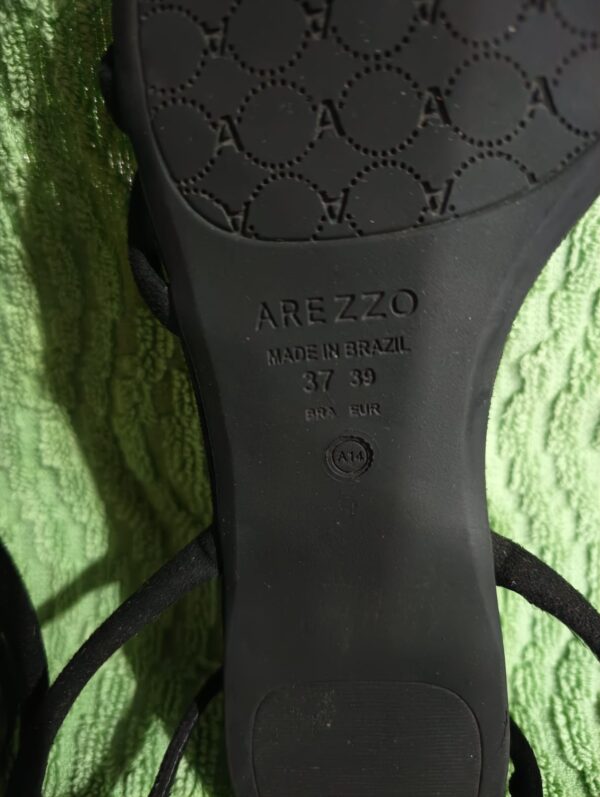 A A A A
A A A
AREZZO
MADE IN BRAZIL
37 39
BRA EUR
A14